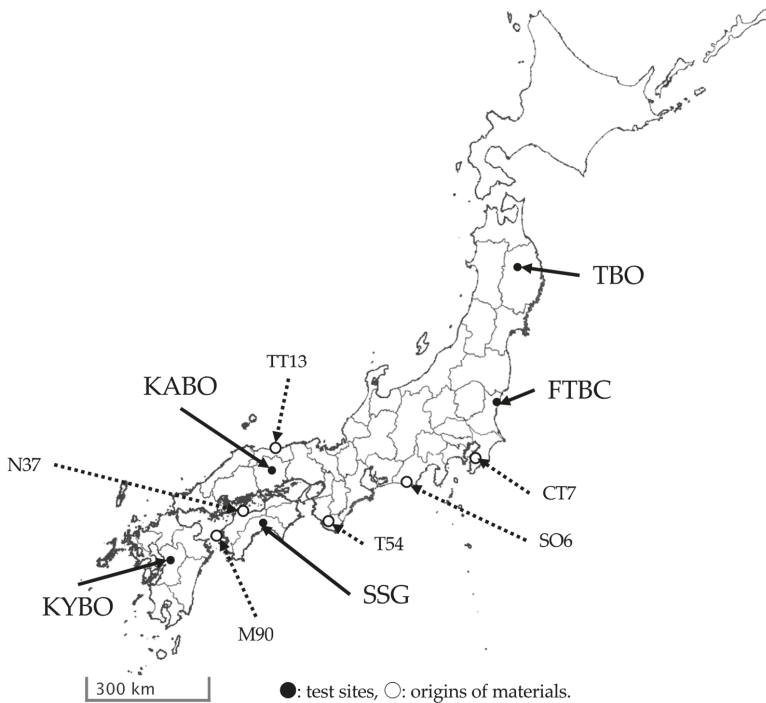 TBO
TT13
KABO
FTBC
N37
CT7
SO6
T54
SSG
KYBO
M90
300 km
●: test sites, ○: origins of materials.